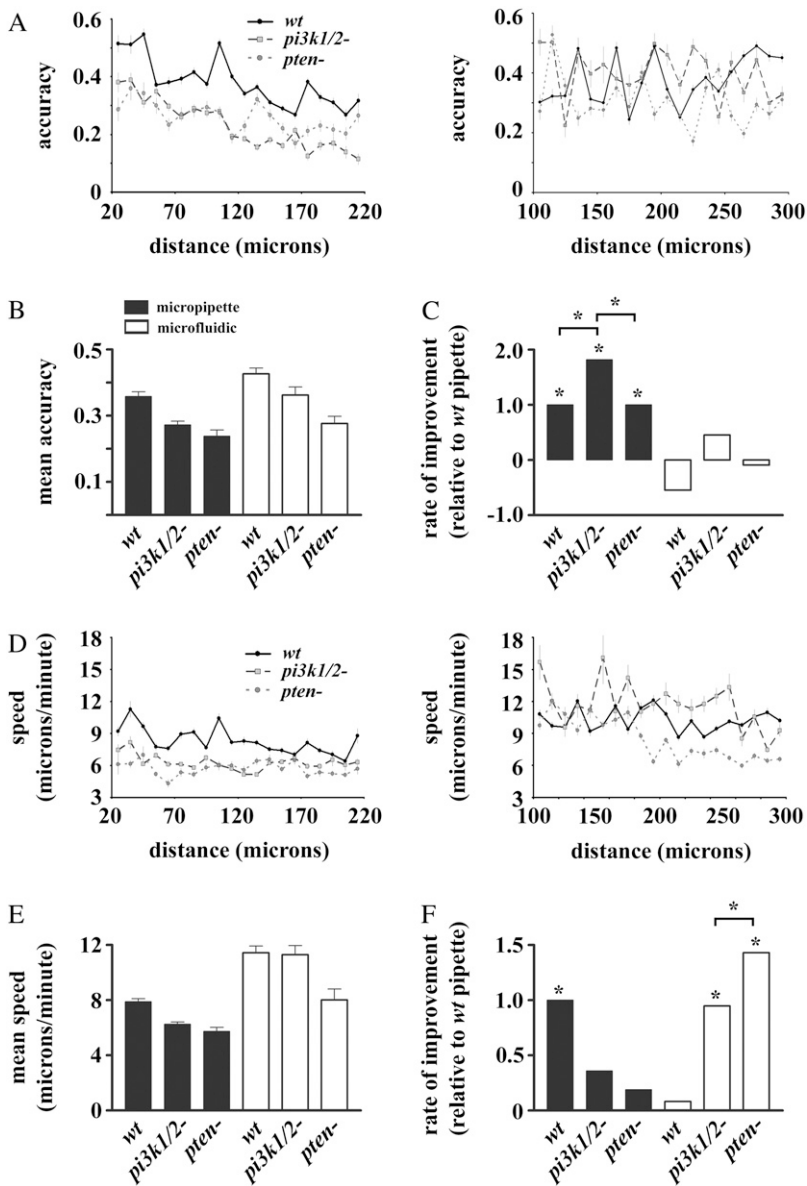 A
accuracy
0.6
0.4
0.2
0
wt
pi3k1/2-
pten-
20
70
120
170
220
distance (microns)
accuracy
0.6
0.4
0.2
0
100
150
200
250
300
distance (microns)
B
micropipette
microfluidic
mean accuracy
0.5
0.3
0.1
wt
pi3k1/2-
pten-
wt
pi3k1/2-
pten-
C
rate of improvement
(relative to wt pipette)
2.0
1.0
0
-1.0
*
*
*
*
*
wt
pi3k1/2-
pten-
wt
pi3k1/2-
pten-
D
speed
(microns/minute)
18
15
12
9
6
3
wt
pi3k1/2-
pten-
20
70
120
170
220
distance (microns)
speed
(microns/minute)
18
15
12
9
6
3
100
150
200
250
300
distance (microns)
E
mean speed
(microns/minute)
12
8
4
0
wt
pi3k1/2-
pten-
wt
pi3k1/2-
pten-
F
rate of improvement
(relative to wt pipette)
1.5
1.0
0.5
0
*
*
*
*
wt
pi3k1/2-
pten-
wt
pi3k1/2-
pten-